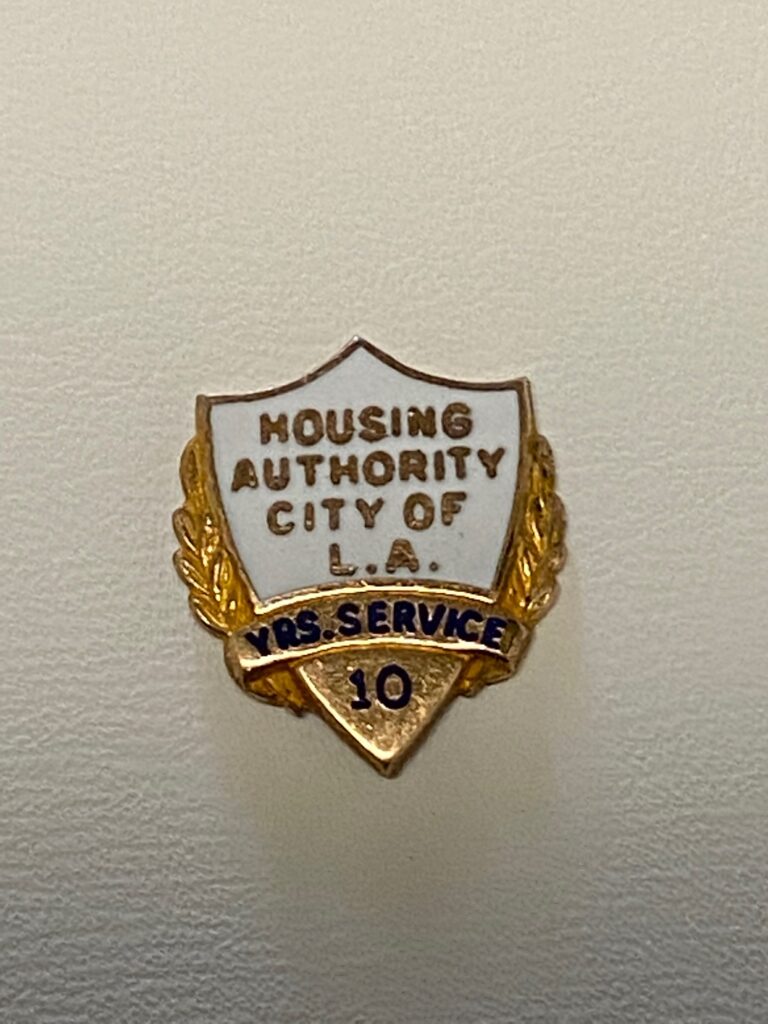 HOUSING
AUTHORITY
CITY OF
L.A.
YRS. SERVICE
10